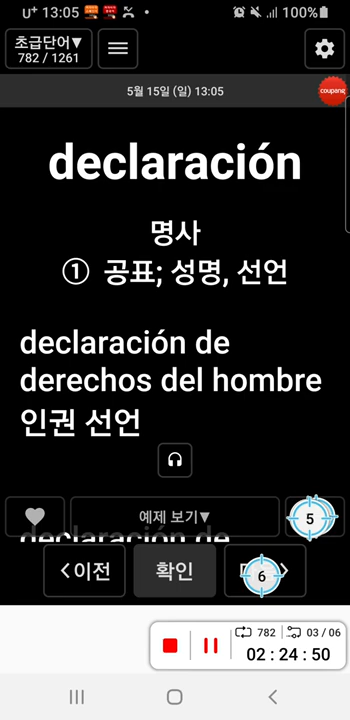 U+ 13:05 100%
초급단어▼
782 / 1261
5월 15일 (일) 13:05
coupang
declaración
명사
① 공표; 성명, 선언
declaración de
derechos del hombre
인권 선언
예제 보기▼
5
declaración de
<이전
확인
6
782 03 / 06
02 : 24 : 50